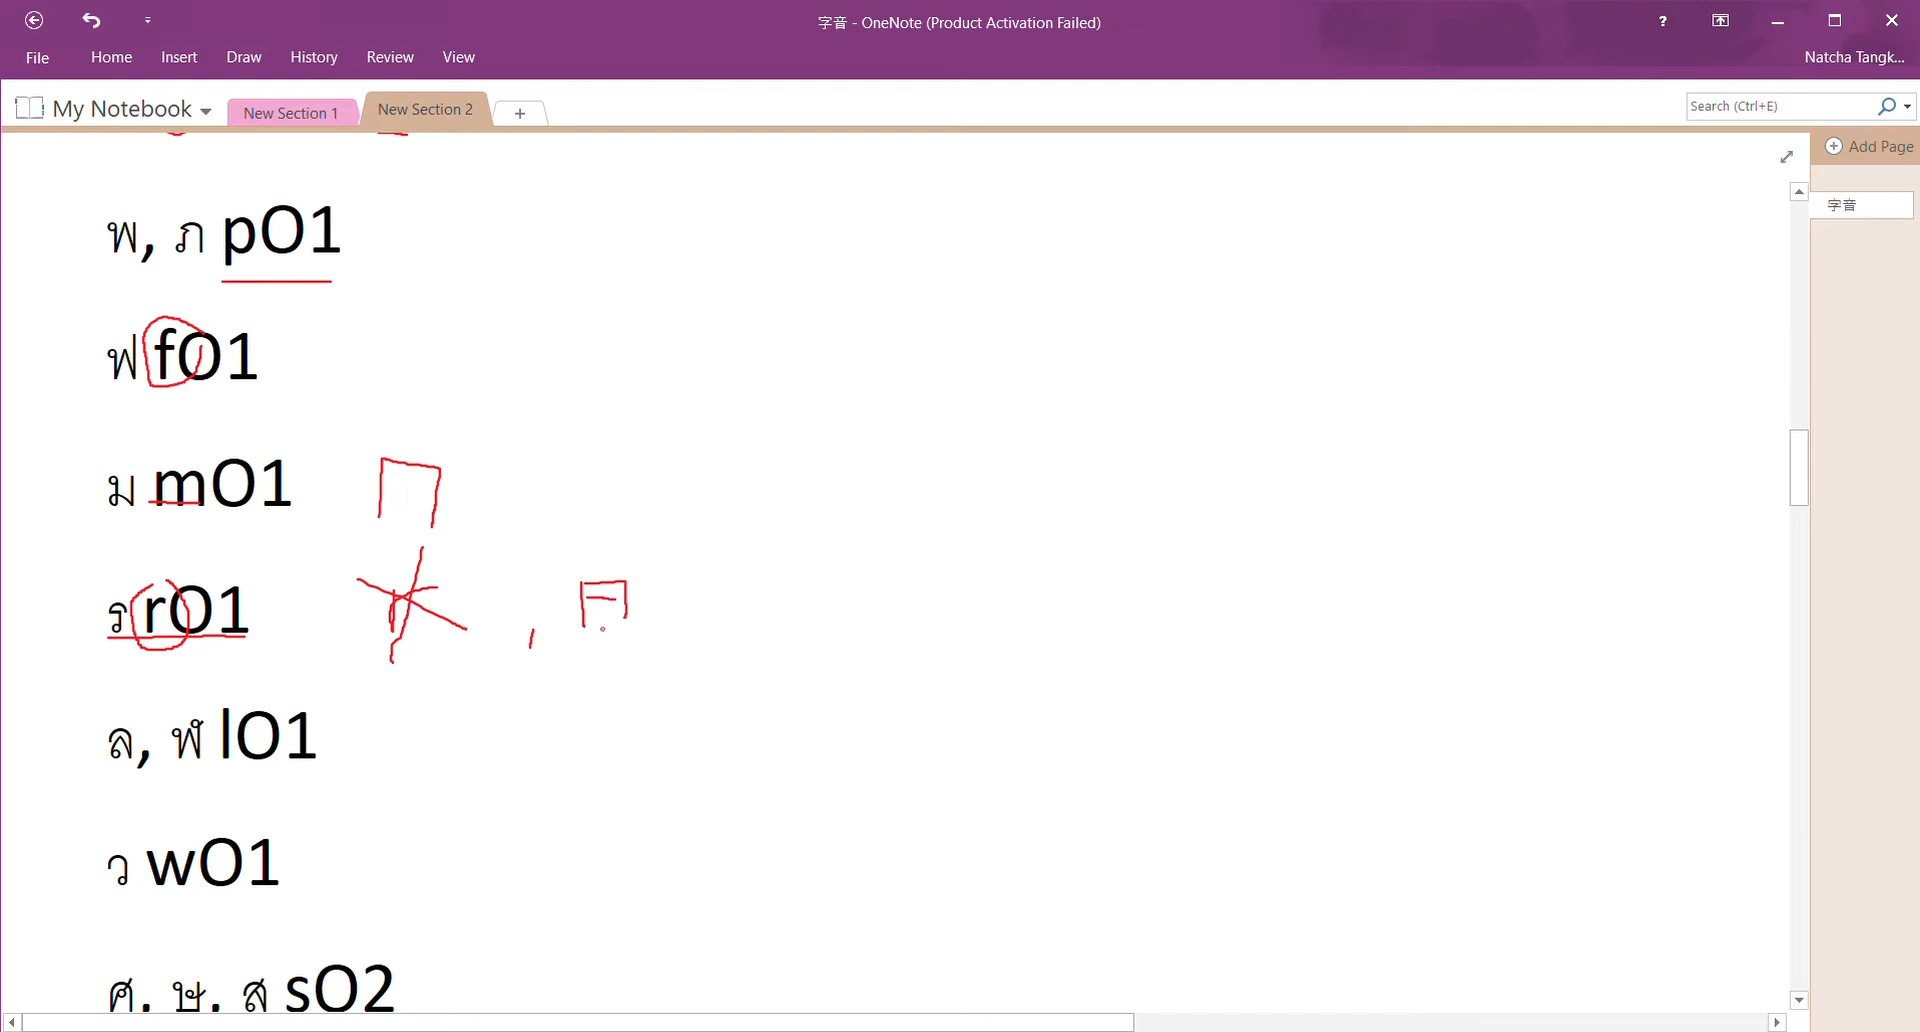 字音 - OneNote (Product Activation Failed)
?
File Home Insert Draw History Review View
Natcha Tangk...
My Notebook New Section 1 New Section 2 +
Search (Ctrl+E)
Add Page
字音
พ, ภ pO1
ฟ fO1
ม mO1
ร rO1
ล, ฬ lO1
ว wO1
ศ, ษ, ส sO2